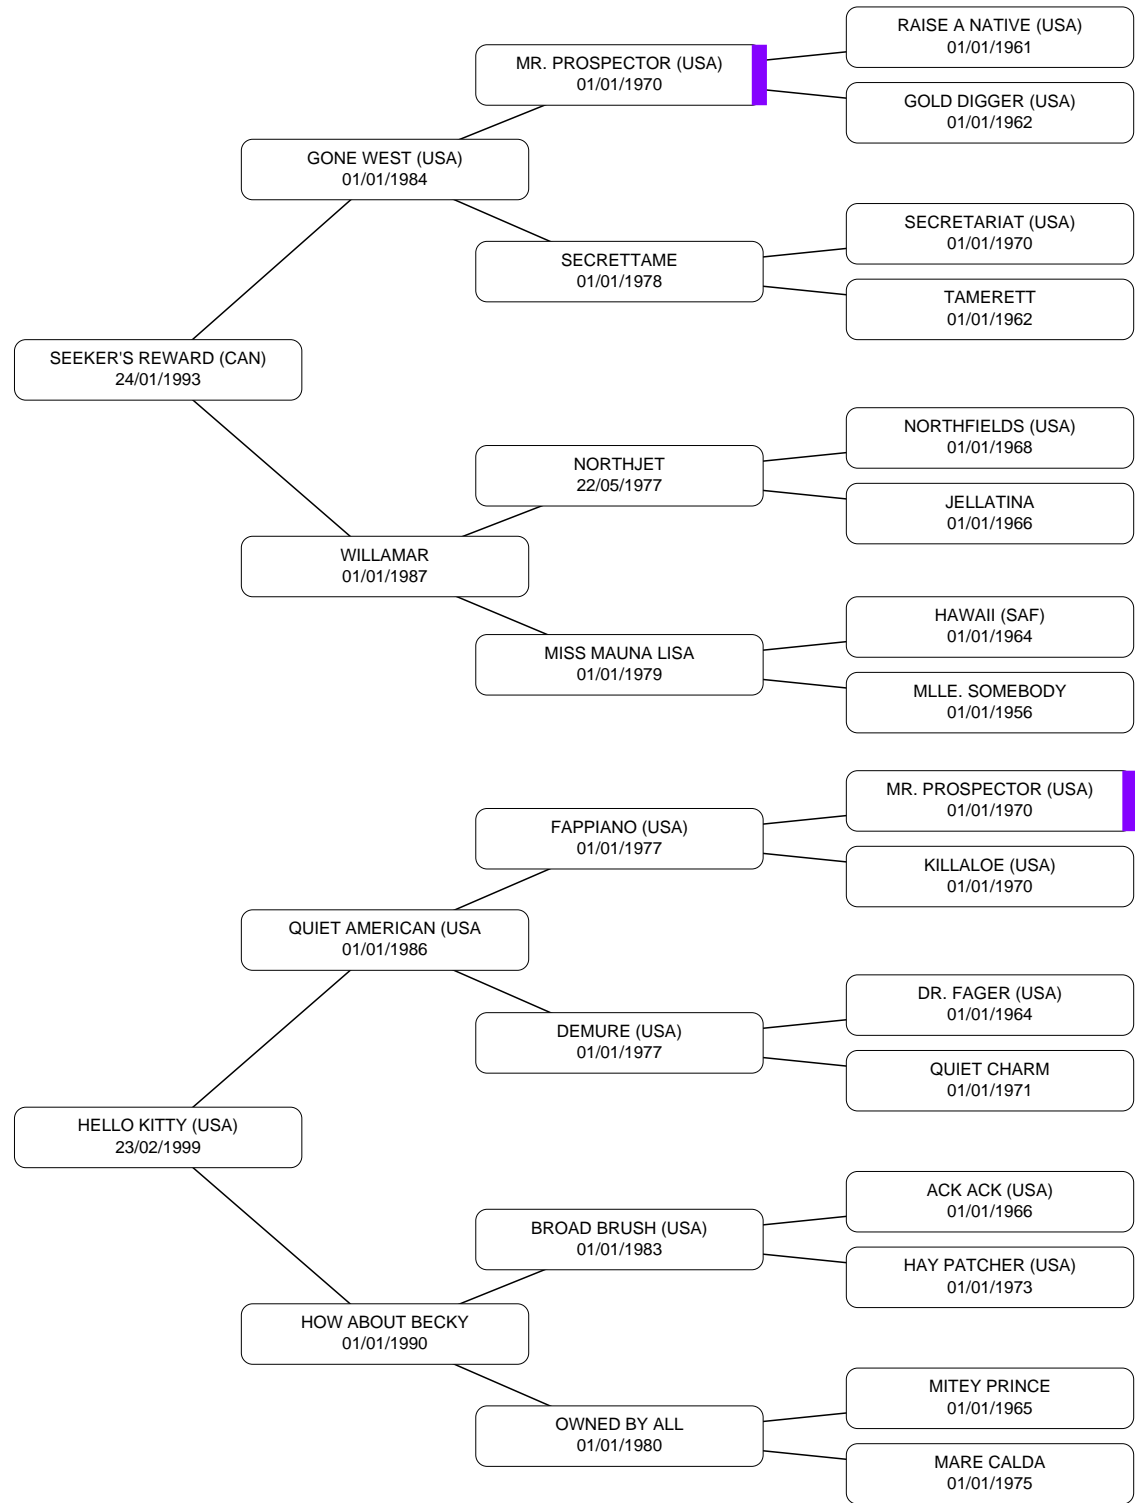 RAISE A NATIVE (USA)
01/01/1961
MR. PROSPECTOR (USA)
01/01/1970
GOLD DIGGER (USA)
01/01/1962
GONE WEST (USA)
01/01/1984
SECRETARIAT (USA)
01/01/1970
SECRETTAME
01/01/1978
TAMERETT
01/01/1962
SEEKER'S REWARD (CAN)
24/01/1993
NORTHFIELDS (USA)
01/01/1968
NORTHJET
22/05/1977
JELLATINA
01/01/1966
WILLAMAR
01/01/1987
HAWAII (SAF)
01/01/1964
MISS MAUNA LISA
01/01/1979
MLLE. SOMEBODY
01/01/1956
MR. PROSPECTOR (USA)
01/01/1970
FAPPIANO (USA)
01/01/1977
KILLALOE (USA)
01/01/1970
QUIET AMERICAN (USA
01/01/1986
DR. FAGER (USA)
01/01/1964
DEMURE (USA)
01/01/1977
QUIET CHARM
01/01/1971
HELLO KITTY (USA)
23/02/1999
ACK ACK (USA)
01/01/1966
BROAD BRUSH (USA)
01/01/1983
HAY PATCHER (USA)
01/01/1973
HOW ABOUT BECKY
01/01/1990
MITEY PRINCE
01/01/1965
OWNED BY ALL
01/01/1980
MARE CALDA
01/01/1975